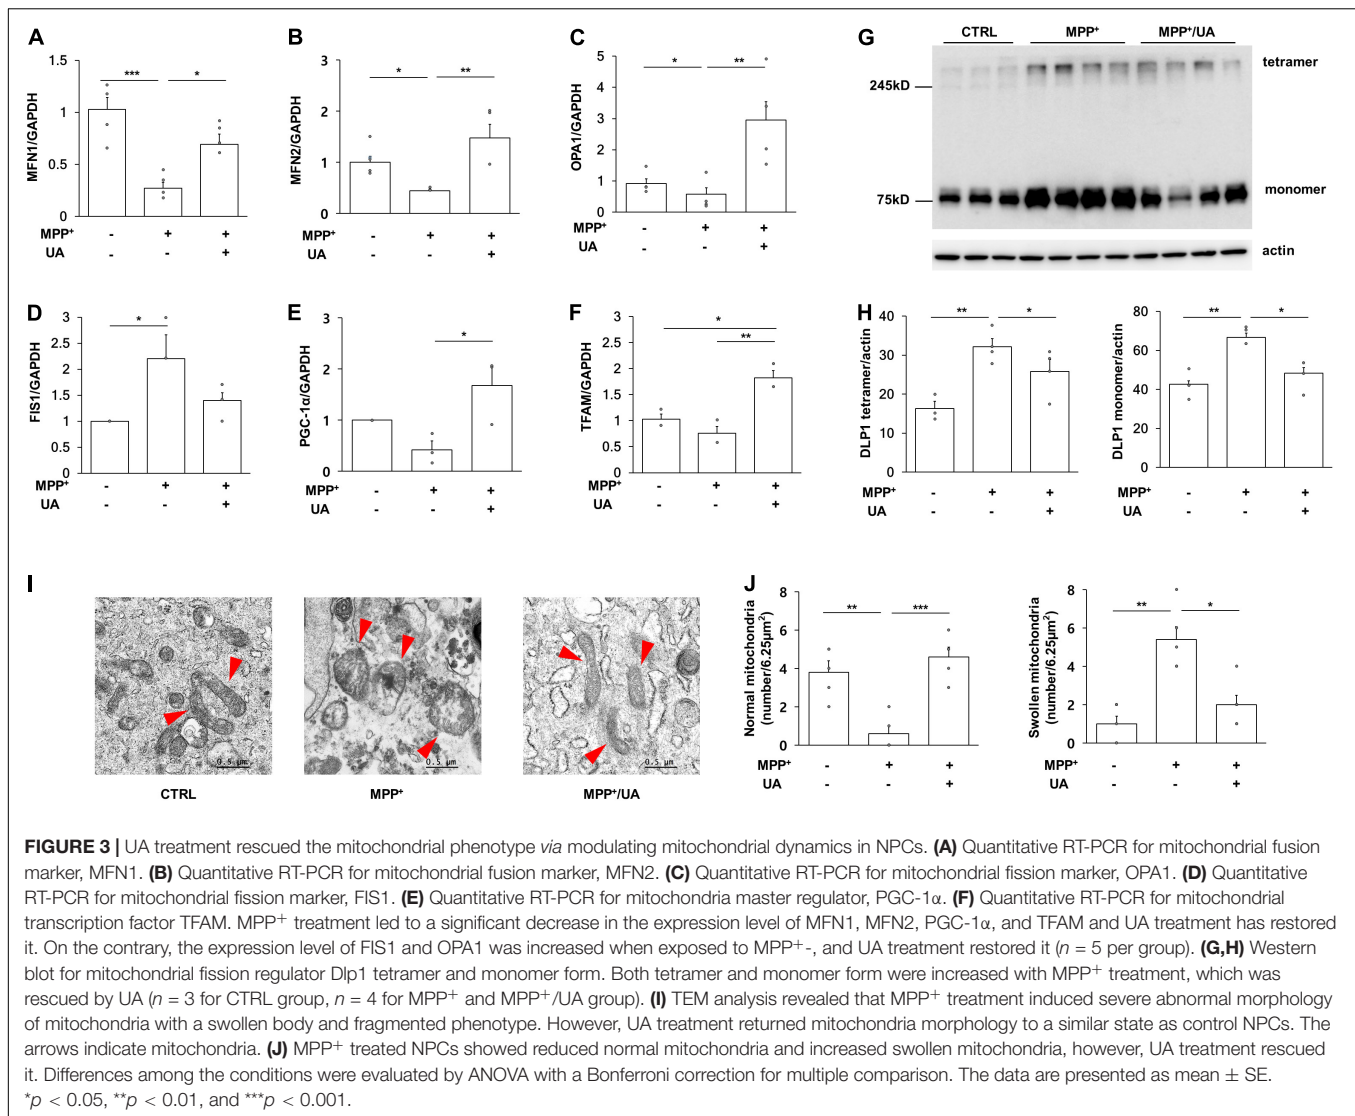 A
MFN1/GAPDH
1.5
1
0.5
0
***
*
MPP⁺ - + +
UA - - +
B
MFN2/GAPDH
3
2
1
0
*
**
- + +
- - +
C
OPA1/GAPDH
5
4
3
2
1
0
*
**
- + +
- - +
G
CTRL MPP⁺ MPP⁺/UA
tetramer
245kD
monomer
75kD
actin
D
FIS1/GAPDH
3
2.5
2
1.5
1
0.5
0
*
MPP⁺ - + +
UA - - +
E
PGC-1α/GAPDH
3
2.5
2
1.5
1
0.5
0
*
MPP⁺ - + +
UA - - +
F
TFAM/GAPDH
3
2.5
2
1.5
1
0.5
0
*
**
MPP⁺ - + +
UA - - +
H
DLP1 tetramer/actin
40
30
20
10
0
**
*
MPP⁺ - + +
UA - - +
DLP1 monomer/actin
80
60
40
20
0
**
*
MPP⁺ - + +
UA - - +
I
0.5 µm
CTRL
0.5 µm
MPP⁺
0.5 µm
MPP⁺/UA
J
Normal mitochondria
(number/6.25µm²)
8
6
4
2
0
**
***
MPP⁺ - + +
UA - - +
Swollen mitochondria
(number/6.25µm²)
8
6
4
2
0
**
*
MPP⁺ - + +
UA - - +
FIGURE 3 | UA treatment rescued the mitochondrial phenotype via modulating mitochondrial dynamics in NPCs. (A) Quantitative RT-PCR for mitochondrial fusion
marker, MFN1. (B) Quantitative RT-PCR for mitochondrial fusion marker, MFN2. (C) Quantitative RT-PCR for mitochondrial fission marker, OPA1. (D) Quantitative
RT-PCR for mitochondrial fission marker, FIS1. (E) Quantitative RT-PCR for mitochondria master regulator, PGC-1α. (F) Quantitative RT-PCR for mitochondrial
transcription factor TFAM. MPP⁺ treatment led to a significant decrease in the expression level of MFN1, MFN2, PGC-1α, and TFAM and UA treatment has restored
it. On the contrary, the expression level of FIS1 and OPA1 was increased when exposed to MPP⁺-, and UA treatment restored it (n = 5 per group). (G,H) Western
blot for mitochondrial fission regulator Dlp1 tetramer and monomer form. Both tetramer and monomer form were increased with MPP⁺ treatment, which was
rescued by UA (n = 3 for CTRL group, n = 4 for MPP⁺ and MPP⁺/UA group). (I) TEM analysis revealed that MPP⁺ treatment induced severe abnormal morphology
of mitochondria with a swollen body and fragmented phenotype. However, UA treatment returned mitochondria morphology to a similar state as control NPCs. The
arrows indicate mitochondria. (J) MPP⁺ treated NPCs showed reduced normal mitochondria and increased swollen mitochondria, however, UA treatment rescued
it. Differences among the conditions were evaluated by ANOVA with a Bonferroni correction for multiple comparison. The data are presented as mean ± SE.
*p < 0.05, **p < 0.01, and ***p < 0.001.